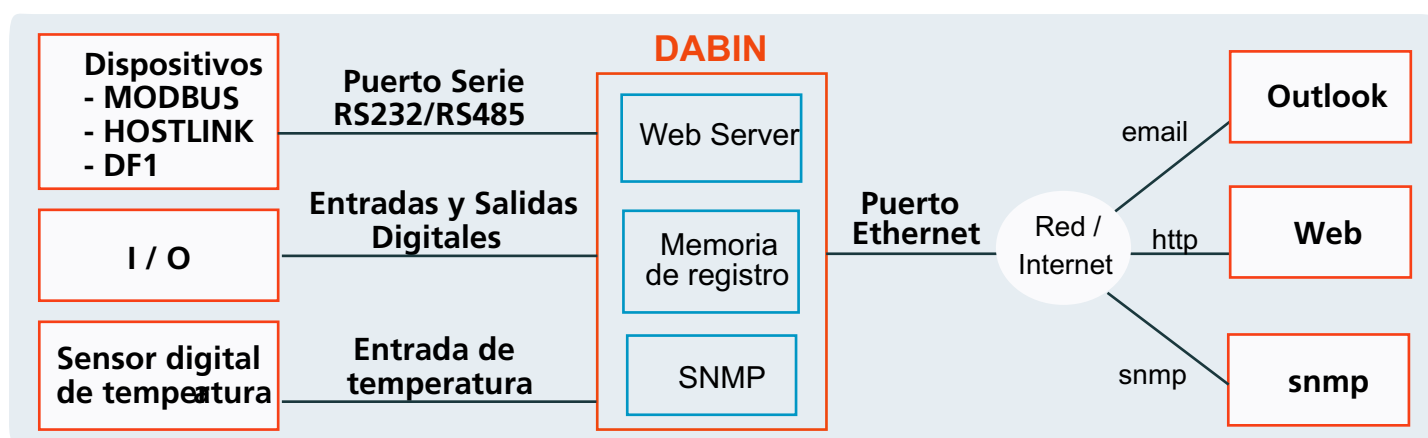 DABIN
Dispositivos
- MODBUS
- HOSTLINK
- DF1
Puerto Serie
RS232/RS485
Web Server
Outlook
email
I / O
Entradas y Salidas
Digitales
Memoria
de registro
Puerto
Ethernet
Red /
Internet
http
Web
Sensor digital
de temperatura
Entrada de
temperatura
SNMP
snmp
snmp